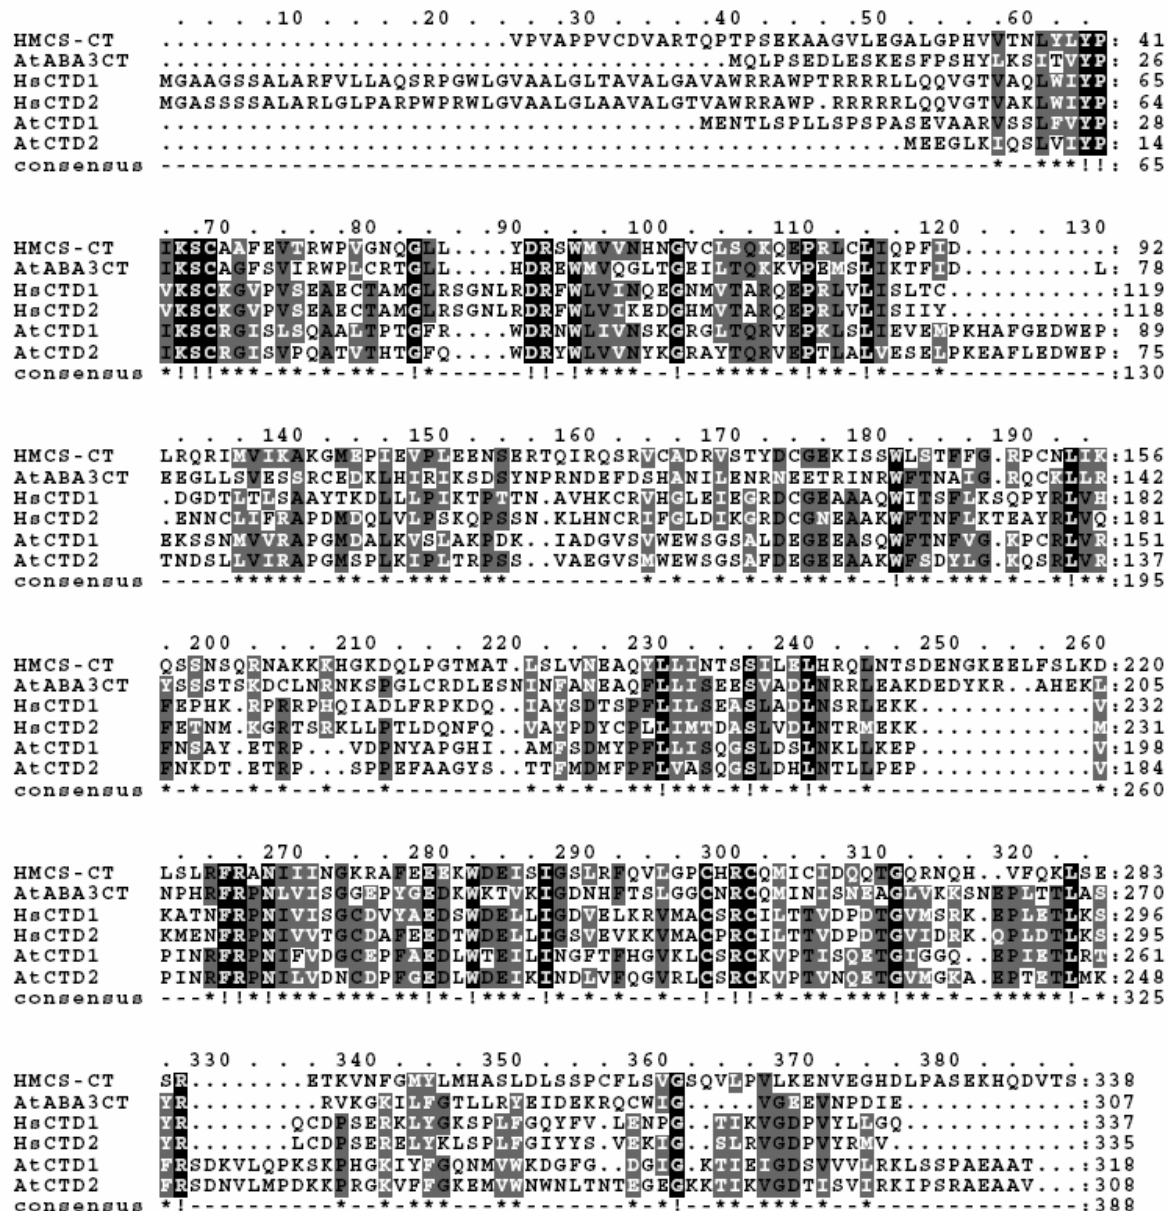 . . . .10 . . . .20 . . . .30 . . . .40 . . . .50 . . . .60 . .
HMCS-CT ........................VPVAPPVCDVARTQPTPSEKAAGVLEGALGPHVVTNLYLYP: 41
AtABA3CT .......................................MQLPSEDLESKESFPSHYLKSITVYP: 26
HsCTD1 MGAAGSSALARFVLLAQSRPGWLGVAALGLTAVALGAVAWRRAWPTRRRRLLQQVGTVAQLWIYP: 65
HsCTD2 MGASSSSALARLGLPARPWPRWLGVAALGLAAVALGTVAWRRAWP.RRRRRLQQVGTVAKLWIYP: 64
AtCTD1 .....................................MENTLSPLLSPSPASEVAARVSSLFVYP: 28
AtCTD2 ...................................................MEEGLKIQSLVIYP: 14
consensus ------------------------------------------------------*--***!!: 65
. .70 . . . .80 . . . .90 . . . .100 . . . .110 . . . .120 . . . .130
HMCS-CT IKSCAAFEVTRWPVGNQGLL....YDRSWMVVNHNGVCLSQKQEPRLCLIQPFID..........: 92
AtABA3CT IKSCAGFSVIRWPLCRTGLL....HDREWMVQGLTGEILTQKKVPEMSLIKTFID..........L: 78
HsCTD1 VKSCKGVPVSEAECTAMGLRSGNLRDRFWLVINQEGNMVTARQEPRLVLISLTC...........:119
HsCTD2 VKSCKGVPVSEAECTAMGLRSGNLRDRFWLVIKEDGHMVTARQEPRLVLISIIY...........:118
AtCTD1 IKSCRGISLSQAALTPTGFR....WDRNWLIVNSKGRGLTQRVEPKLSLIEVEMPKHAFGEDWEP: 89
AtCTD2 IKSCRGISVPQATVTHTGFQ....WDRYWLVVNYKGRAYTQRVEPTLALVESELPKEAFLEDWEP: 75
consensus *!!!***-**-*-**--!*------!!-!****--!--****-*!**-!*---*----------:130
. . .140 . . . .150 . . . .160 . . . .170 . . . .180 . . . .190 . .
HMCS-CT LRQRIMVIKAKGMEPIEVPLEENSERTQIRQSRVCADRVSTYDCGEKISSWLSTFFG.RPCNLIK:156
AtABA3CT EEGLLSVESSRCEDKLHIRIKSDSYNPRNDEFDSHANILENRNEETRINRWFTNAIG.RQCKLLR:142
HsCTD1 .DGDTLTLSAAYTKDLLLPIKTPTTN.AVHKCRVHGLEIEGRDCGEAAAQWITSFLKSQPYRLVH:182
HsCTD2 .ENNCLIFRAPDMDQLVLPSKQPSSN.KLHNCRIFGLDIKGRDCGNEAAKWFTNFLKTEAYRLVQ:181
AtCTD1 EKSSNMVVRAPGMDALKVSLAKPDK..IADGVSVWEWSGSALDEGEEASQWFTNFVG.KPCRLVR:151
AtCTD2 TNDSLLVIRAPGMSPLKIPLTRPSS..VAEGVSMWEWSGSAFDEGEEAAKWFSDYLG.KQSRLVR:137
consensus -----****-**--****-*--**---------*-*--*-*-*-***-*-!**-**----*!**:195
. .200 . . . .210 . . . .220 . . . .230 . . . .240 . . . .250 . . . .260
HMCS-CT QSSNSQRNAKKKHGKDQLPGTMAT.LSLVNEAQYLLINTSSILELHRQLNTSDENGKEELFSLKD:220
AtABA3CT YSSSTSKDCLNRNKSPGLCRDLESNINFANEAQFLLISEESVADLNRRLEAKDEDYKR..AHEKL:205
HsCTD1 FEPHK.RPRRPHQIADLFRPKDQ..IAYSDTSPFLILSEASLADLNSRLEKK............V:232
HsCTD2 FETNM.KGRTSRKLLPTLDQNFQ..VAYPDYCPLLIMTDASLVDLNTRMEKK............M:231
AtCTD1 FNSAY.ETRP...VDPNYAPGHI..AMFSDMYPFLLISQGSLDSLNKLLKEP............V:198
AtCTD2 FNKDT.ETRP...SPPEFAAGYS..TTFMDMFPFLVASQGSLDHLNTLLPEP............V:184
consensus *-*---*-*--*----*----------*-*-**!***-**!*-*!*--*---------------*:260
. . .270 . . . .280 . . . .290 . . . .300 . . . .310 . . . .320 . .
HMCS-CT LSLRFRANIIINGKRAFEEEKWDEISIGSLRFQVLGPCHRCQMICIDQQTGQRNQH..VFQKLSE:283
AtABA3CT NPHRFRPNLVISGGEPYGEDKWKTVKIGDNHFTSLGGCNRCQMINISNEAGLVKKSNEPLTTLAS:270
HsCTD1 KATNFRPNIVISGCDVYAEDSWDELLIGDVELKRVMACSRCILTTVDPDTGVMSRK.EPLETLKS:296
HsCTD2 KMENFRPNIVVTGCDAFEEDTWDELLIGSVEVKKVMACPRCILTTVDPDTGVIDRK.QPLDTLKS:295
AtCTD1 PINRFRPNIFVDGCEPFAEDLWTEILINGFTFHGVKLCSRCKVPTISQETGIGGQ..EPIETLRT:261
AtCTD2 PINRFRPNILVDNCDPFGEDLWDEIKINDLVFQGVRLCSRCKVPTVNQETGVMGKA.EPTETLMK:248
consensus ---*!!*!****-**-**!*-!-***!*--*-*--*--!-!!***-**-**!*--*--*****!-*:325
. .330 . . . .340 . . . .350 . . . .360 . . . .370 . . . .380 . .
HMCS-CT SR........ETKVNFGMYLMHASLDLSSPCFLSVGSQVLPVLKENVEGHDLPASEKHQDVTS:338
AtABA3CT YR.........RVKGKILFGTLLRYEIDEKRQCWIG.....VGEEVNPDIE............:307
HsCTD1 YR.......QCDPSERKLYGKSPLFGQYFV.LENPG..TIKVGDPVYLLGQ............:337
HsCTD2 YR.......LCDPSERELYKLSPLFGIYYS.VEKIG..SLRVGDPVYRMV.............:335
AtCTD1 FRSDKVLQPKSKPHGKIYFGQNMVWKDGFG..DGIG.KTIEIGDSVVVLRKLSSPAEAAT...:318
AtCTD2 FRSDNVLMPDKKPRGKVFFGKEMVWNWNLTNTEGEGKKTIKVGDTISVIRKIPSRAEAAV...:308
consensus *!----------*--**-***--**-------*-*!---*-***--*--*-------------:388